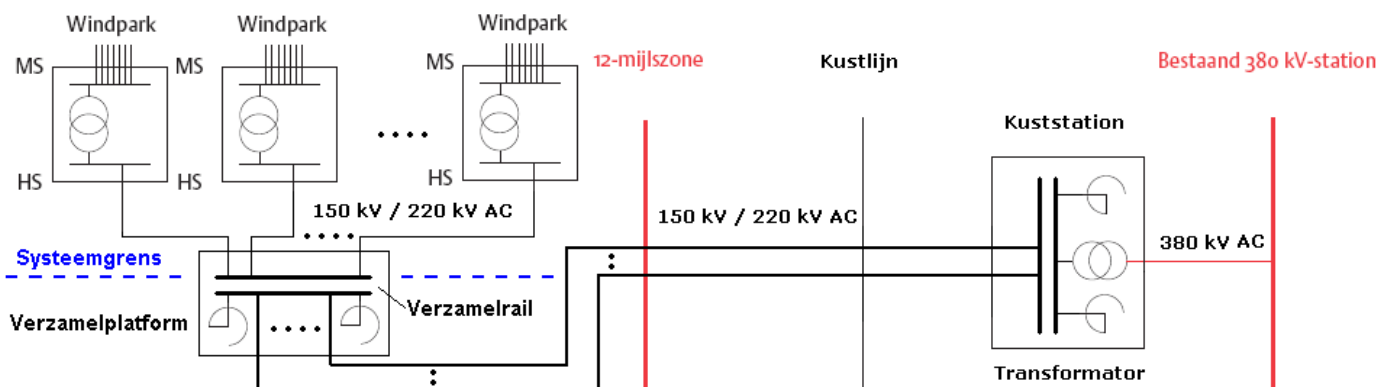 Windpark
Windpark
Windpark
MS
MS
MS
12-mijlszone
Kustlijn
Bestaand 380 kV-station
Kuststation
HS
HS
HS
150 kV / 220 kV AC
150 kV / 220 kV AC
380 kV AC
Systeemgrens
Verzamelplatform
Verzamelrail
Transformator